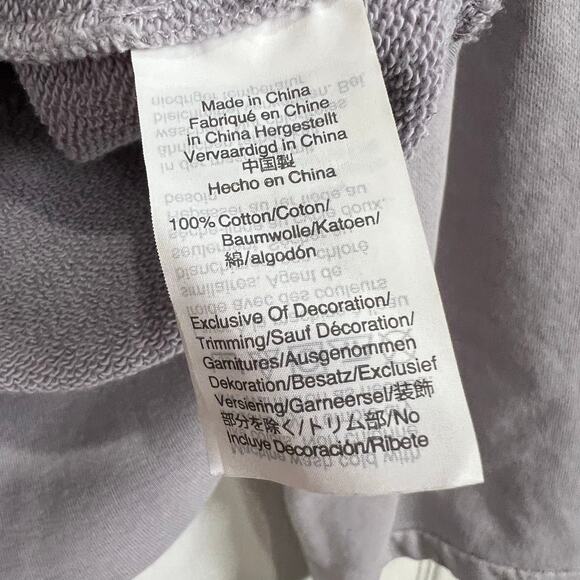 Made in China
Fabriqué en Chine
In China Hergestellt
Vervaardigd in China
中国製
Hecho en China
100% Cotton/Coton/
Baumwolle/Katoen/
綿/algodón
Exclusive Of Decoration/
Trimming/Sauf Décoration/
Garnitures/Ausgenommen
Dekoration/Besatz/Exclusief
Versiering/Garneersel/装飾
部分を除く/トリム部/No
Incluye Decoración/Ribete